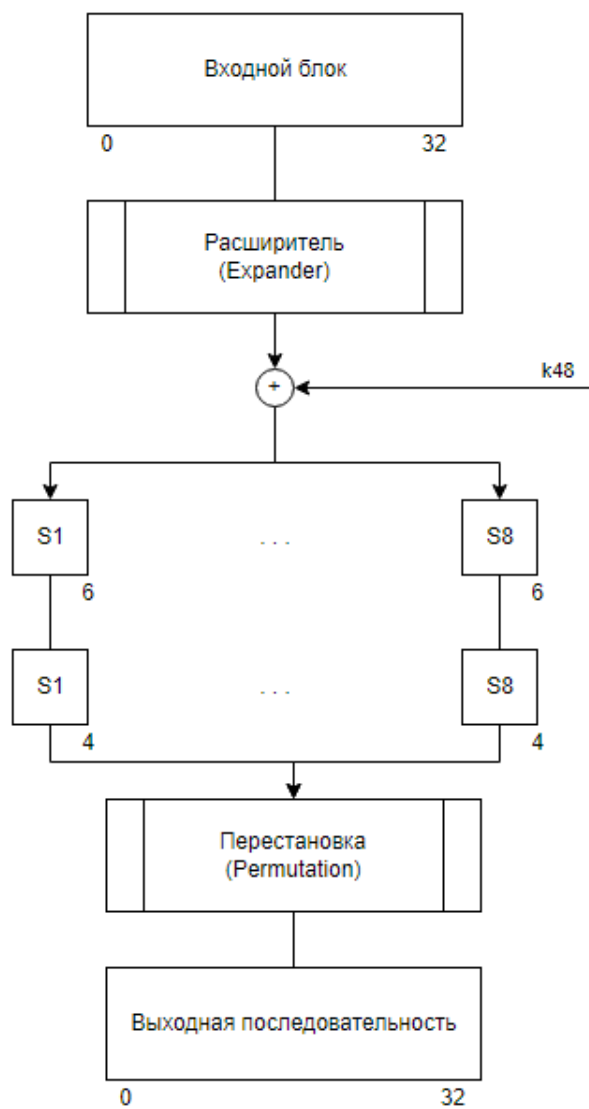 Входной блок
0 32
Расширитель
(Expander)
k48
+
S1 . . . S8
6 6
S1 . . . S8
4 4
Перестановка
(Permutation)
Выходная последовательность
0 32